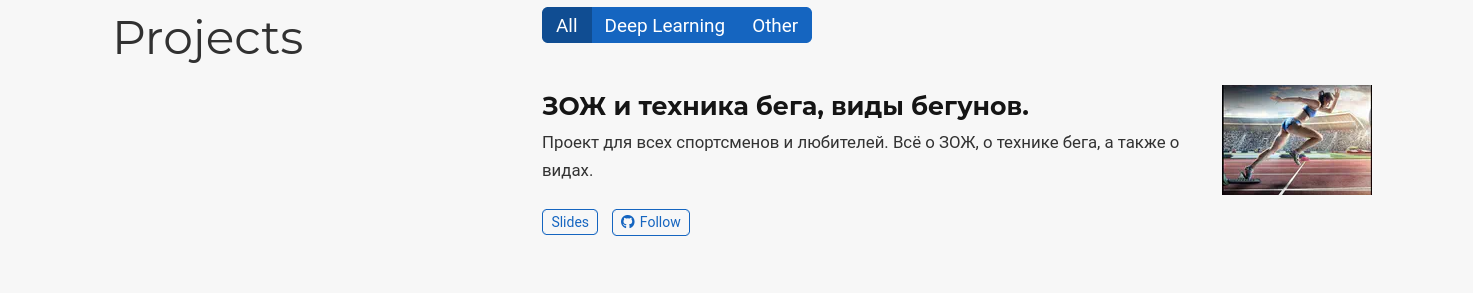 Projects
All Deep Learning Other
ЗОЖ и техника бега, виды бегунов.
Проект для всех спортсменов и любителей. Всё о ЗОЖ, о технике бега, а также о
видах.
Slides Follow